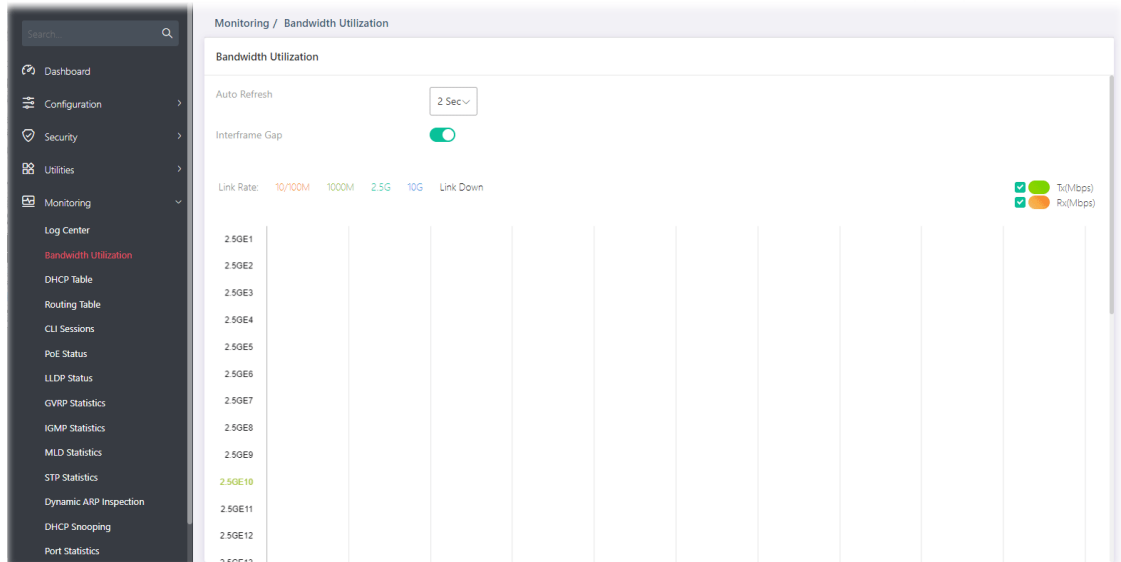 Search...
Dashboard
Configuration
Security
Utilities
Monitoring
Log Center
Bandwidth Utilization
DHCP Table
Routing Table
CLI Sessions
PoE Status
LLDP Status
GVRP Statistics
IGMP Statistics
MLD Statistics
STP Statistics
Dynamic ARP Inspection
DHCP Snooping
Port Statistics
Monitoring / Bandwidth Utilization
Bandwidth Utilization
Auto Refresh 2 Sec
Interframe Gap
Link Rate: 10/100M 1000M 2.5G 10G Link Down
Tx(Mbps)
Rx(Mbps)
2.5GE1
2.5GE2
2.5GE3
2.5GE4
2.5GE5
2.5GE6
2.5GE7
2.5GE8
2.5GE9
2.5GE10
2.5GE11
2.5GE12
2.5GE13